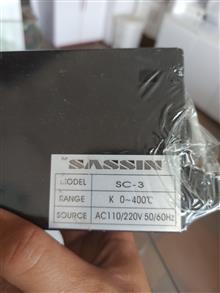 SASSIN
MODEL SC-3
RANGE K 0~400℃
SOURCE AC110/220V 50/60Hz